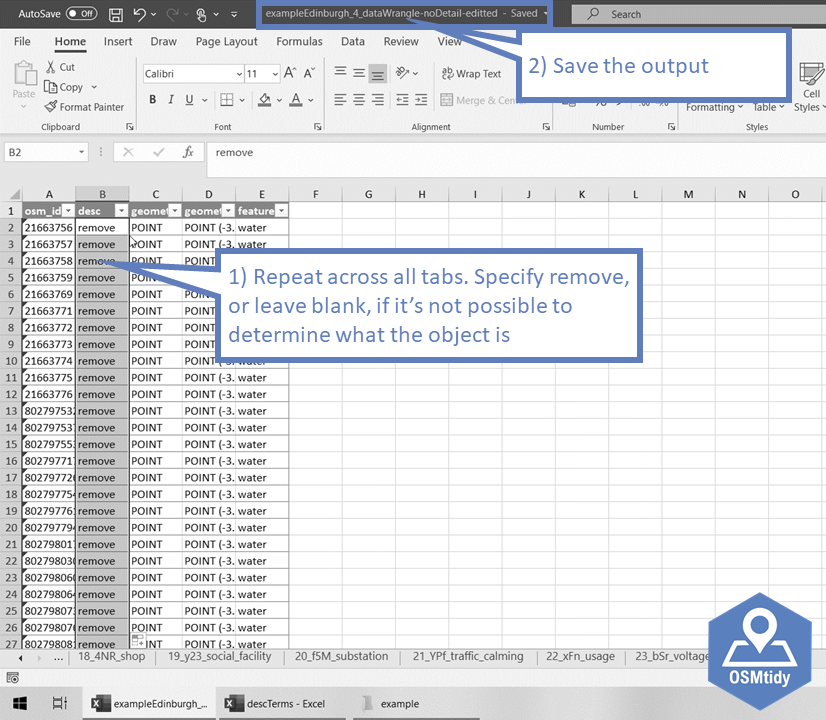 AutoSave Off exampleEdinburgh_4_dataWrangle-noDetail-editted - Saved Search
File Home Insert Draw Page Layout Formulas Data Review View
2) Save the output
Cut
Copy
Format Painter
Paste
Calibri 11
B I U
Wrap Text
Merge & Center
Formatting Table
Cell
Styles
Clipboard Font Alignment Number Styles
B2 fx remove
A B C D E F G H I J K L M N O
1 osm_id desc geomet geomet feature
2 21663756 remove POINT POINT (-3. water
3 21663757 remove POINT POINT (-3. water
4 21663758 remove POINT
5 21663759 remove
6 21663769 remove
7 21663771 remove
8 21663772 remove
9 21663773 remove
10 21663774 remove POINT POINT (-3. water
1) Repeat across all tabs. Specify remove,
or leave blank, if it’s not possible to
determine what the object is
11 21663775 remove POINT POINT (-3. water
12 21663776 remove POINT POINT (-3. water
13 80279753 remove POINT POINT (-3. water
14 80279753 remove POINT POINT (-3. water
15 80279755 remove POINT POINT (-3. water
16 80279771 remove POINT POINT (-3. water
17 80279772 remove POINT POINT (-3. water
18 80279775 remove POINT POINT (-3. water
19 80279776 remove POINT POINT (-3. water
20 80279779 remove POINT POINT (-3. water
21 80279801 remove POINT POINT (-3. water
22 80279803 remove POINT POINT (-3. water
23 80279806 remove POINT POINT (-3. water
24 80279806 remove POINT POINT (-3. water
25 80279807 remove POINT POINT (-3. water
26 80279807 remove POINT POINT (-3. water
27 80279808 remove POINT POINT (-3. water
... 18_4NR_shop 19_y23_social_facility 20_f5M_substation 21_YPf_traffic_calming 22_xFn_usage 23_bSr_voltage
OSMtidy
exampleEdinburgh_... descTerms - Excel example